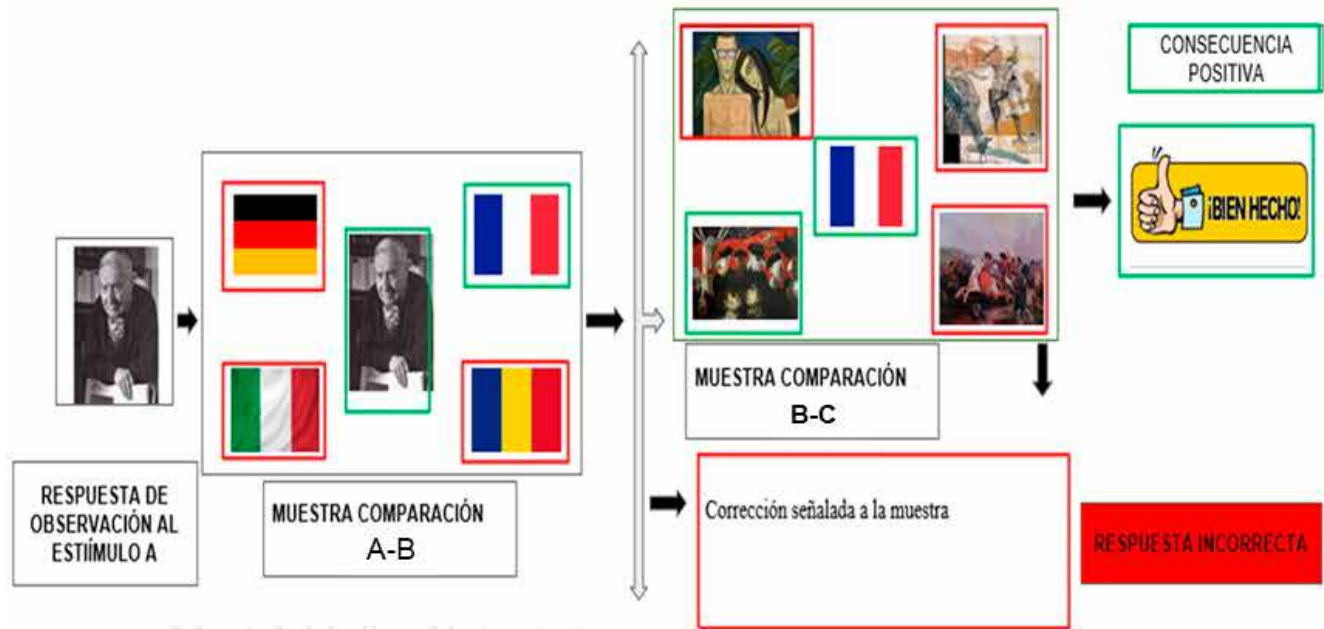 CONSECUENCIA
POSITIVA
¡BIEN HECHO!
RESPUESTA DE
OBSERVACIÓN AL
ESTIÍMULO A
MUESTRA COMPARACIÓN
A-B
MUESTRA COMPARACIÓN
B-C
Corrección señalada a la muestra
RESPUESTA INCORRECTA